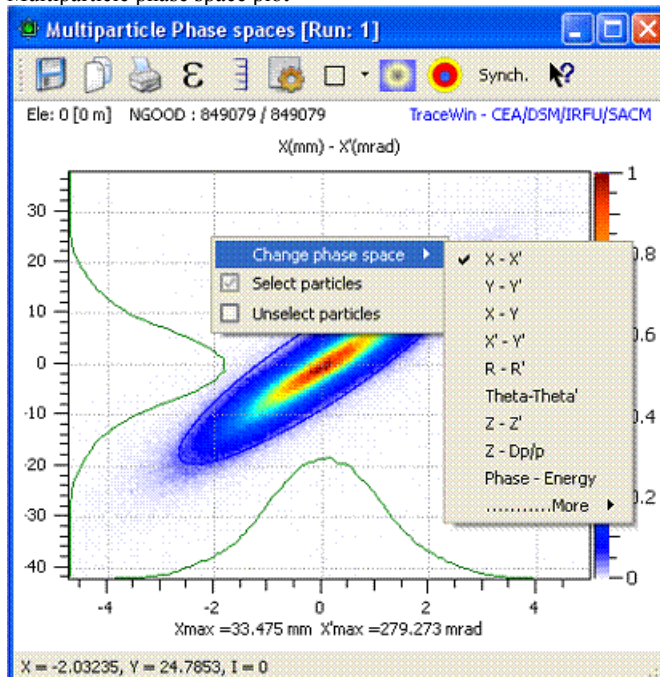 Multiparticle phase space plot
Multiparticle Phase spaces [Run: 1]
ε Synch.
Ele: 0 [0 m] NGOOD : 849079 / 849079 TraceWin - CEA/DSM/IRFU/SACM
X(mm) - X'(mrad)
30
20
0
-10
-20
-30
-40
-4
-2
0
2
4
1
0.8
0.6
0.4
0.2
0
Change phase space
Select particles
Unselect particles
X - X'
Y - Y'
X - Y
X' - Y'
R - R'
Theta-Theta'
Z - Z'
Z - Dp/p
Phase - Energy
...........More
Xmax =33.475 mm X'max =279.273 mrad
X = -2.03235, Y = 24.7853, I = 0